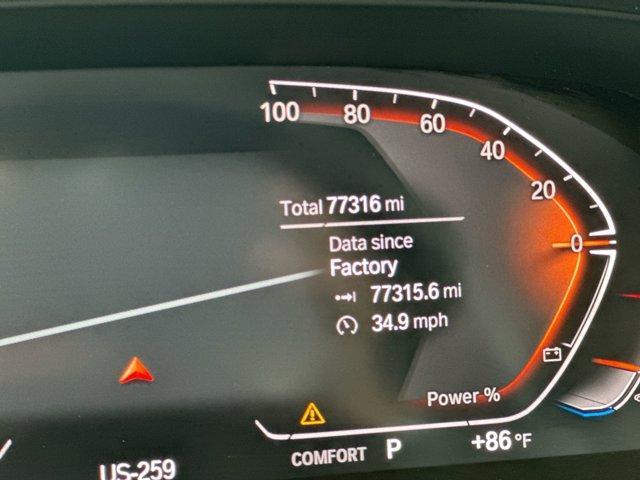 100 80 60 40 20 0
Total 77316 mi
Data since
Factory
77315.6 mi
34.9 mph
Power %
COMFORT P +86 °F
US-259